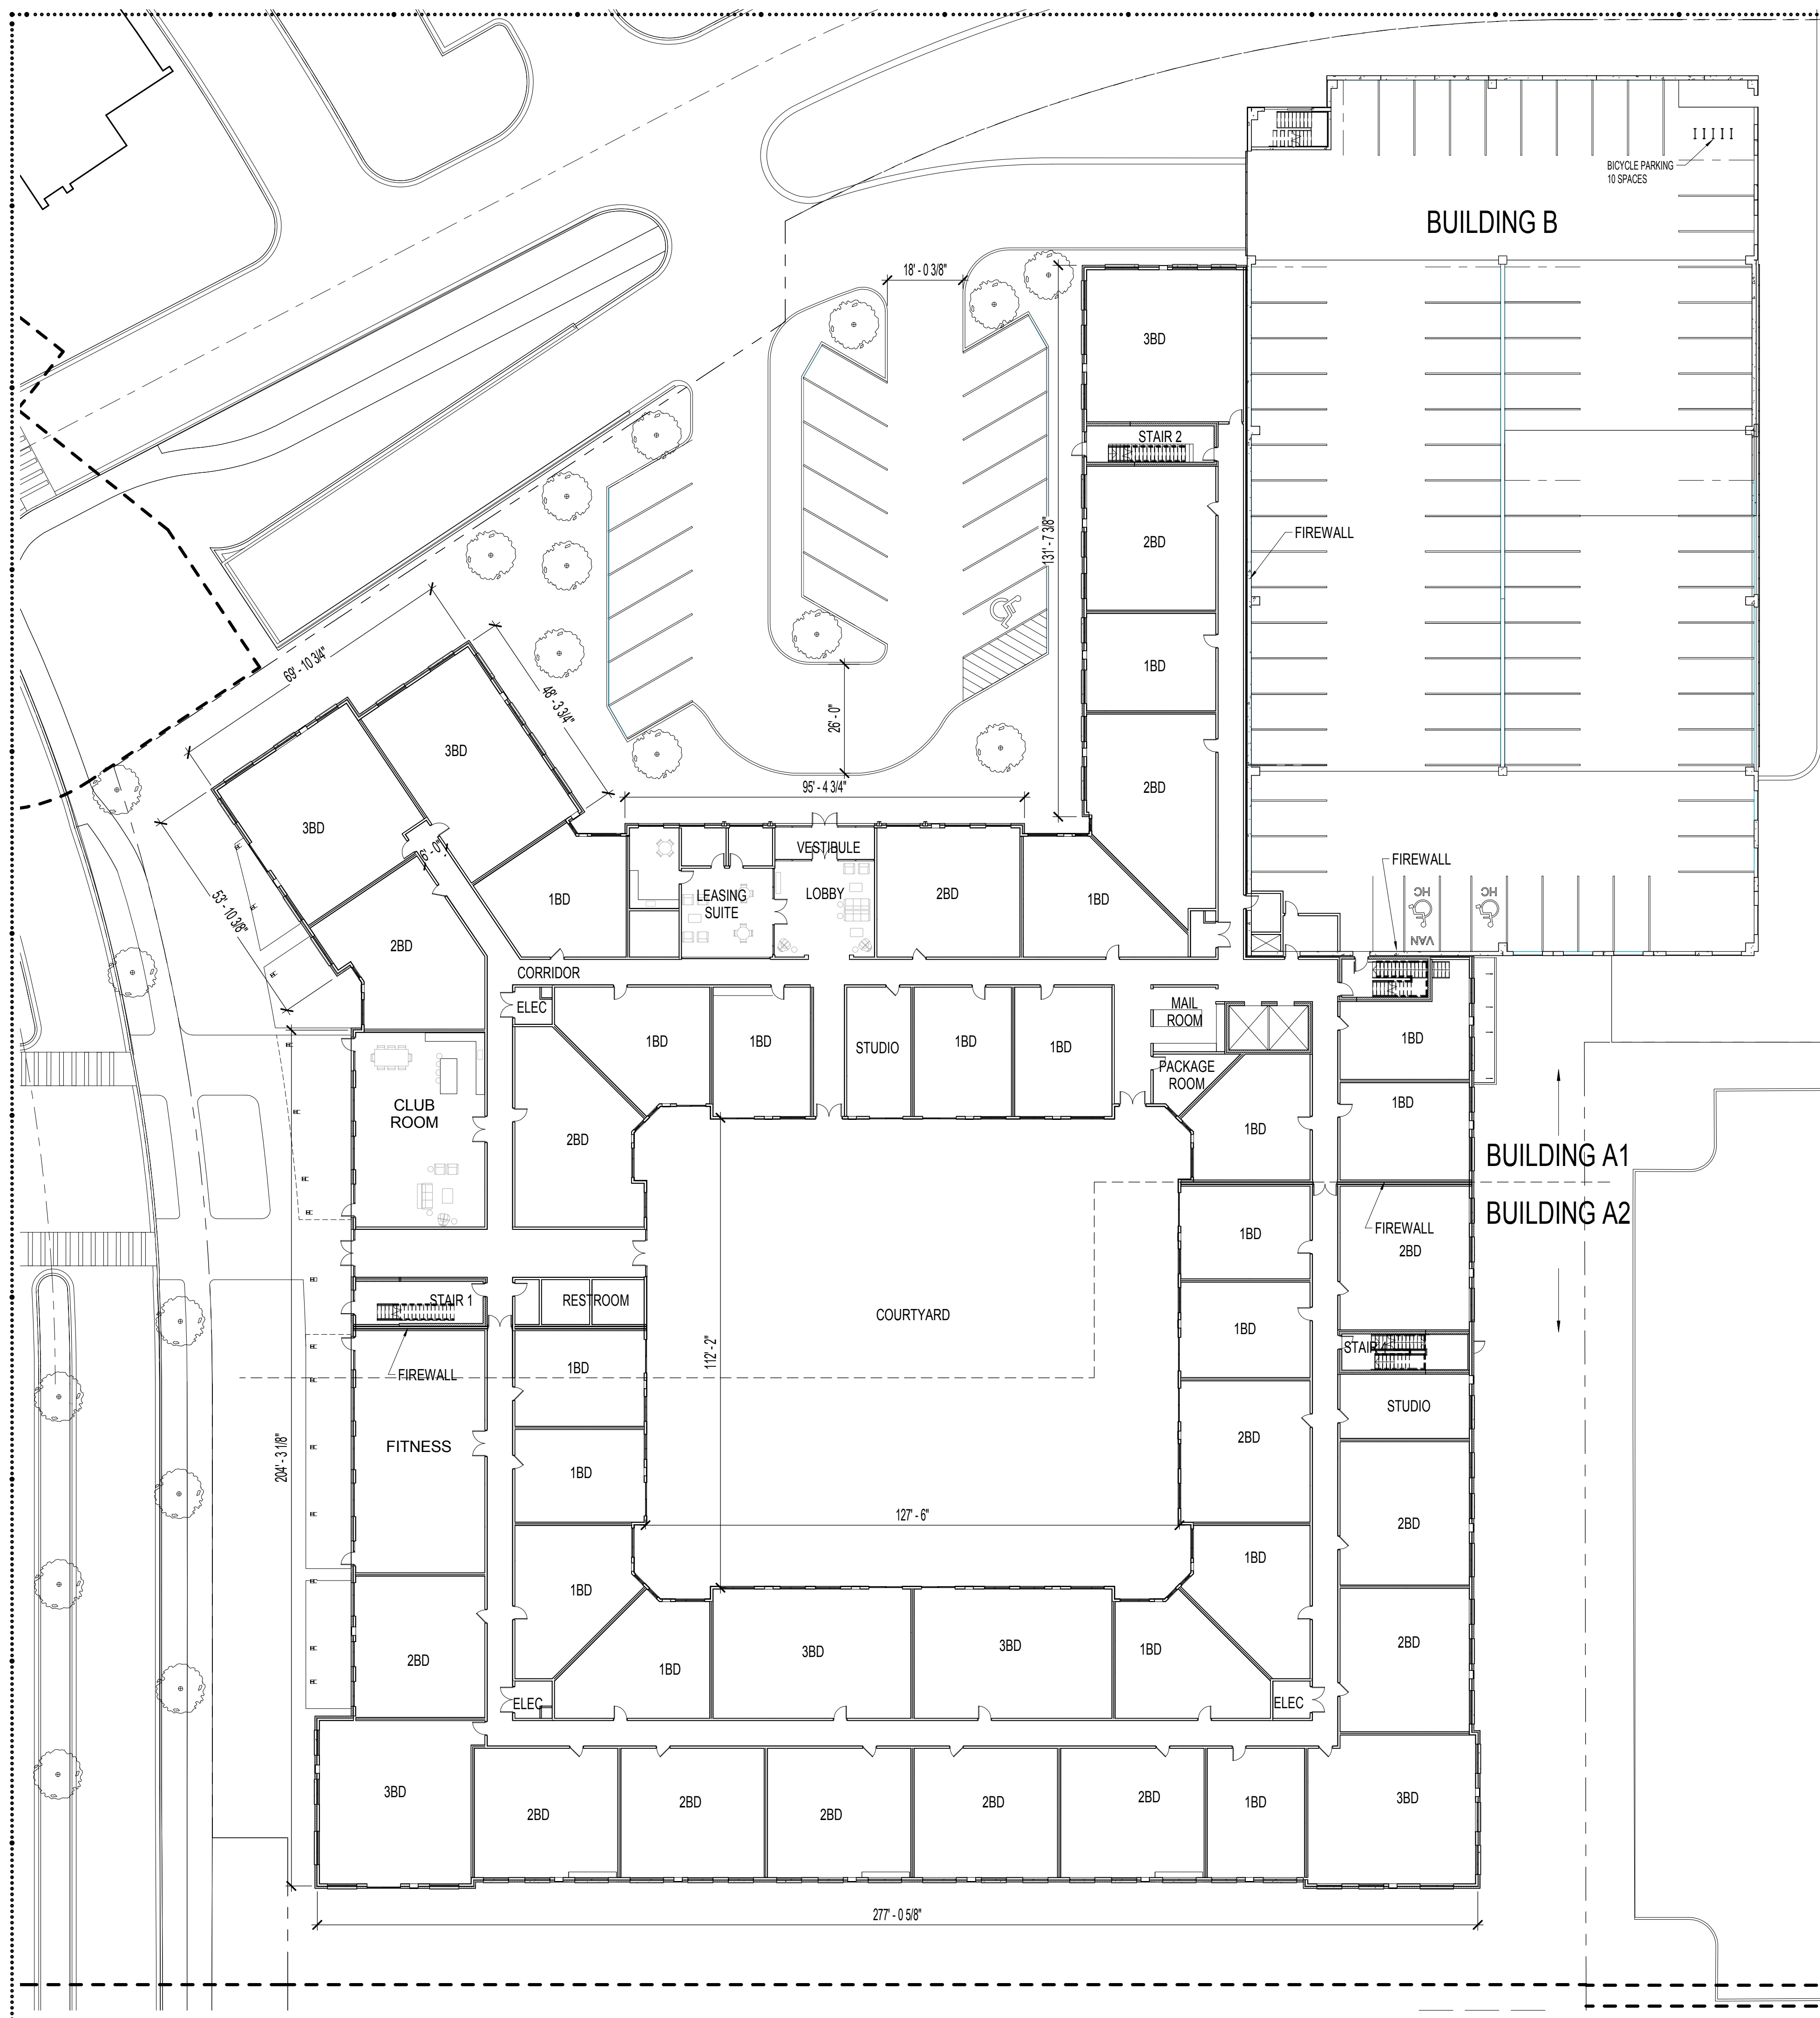 BICYCLE PARKING
10 SPACES
BUILDING B
18' - 0 3/8"
3BD
STAIR 2
131' - 7 3/8"
2BD
FIREWALL
1BD
69' - 10 3/4"
48' - 3 3/4"
26' - 0"
3BD
2BD
95' - 4 3/4"
3BD
VESTIBULE
FIREWALL
6' - 0"
53' - 10 3/8"
1BD
LEASING
SUITE
LOBBY
2BD
1BD
HC
HC
VAN
2BD
CORRIDOR
ELEC
MAIL
ROOM
1BD
1BD
STUDIO
1BD
1BD
1BD
PACKAGE
ROOM
CLUB
ROOM
1BD
2BD
1BD
BUILDING A1
BUILDING A2
FIREWALL
1BD
2BD
STAIR 1
RESTROOM
COURTYARD
1BD
STAIR 4
112' - 2"
1BD
FIREWALL
STUDIO
2BD
FITNESS
204' - 3 1/8"
1BD
127' - 6"
2BD
1BD
1BD
2BD
2BD
1BD
3BD
3BD
1BD
ELEC
ELEC
3BD
2BD
2BD
2BD
2BD
2BD
1BD
3BD
277' - 0 5/8"